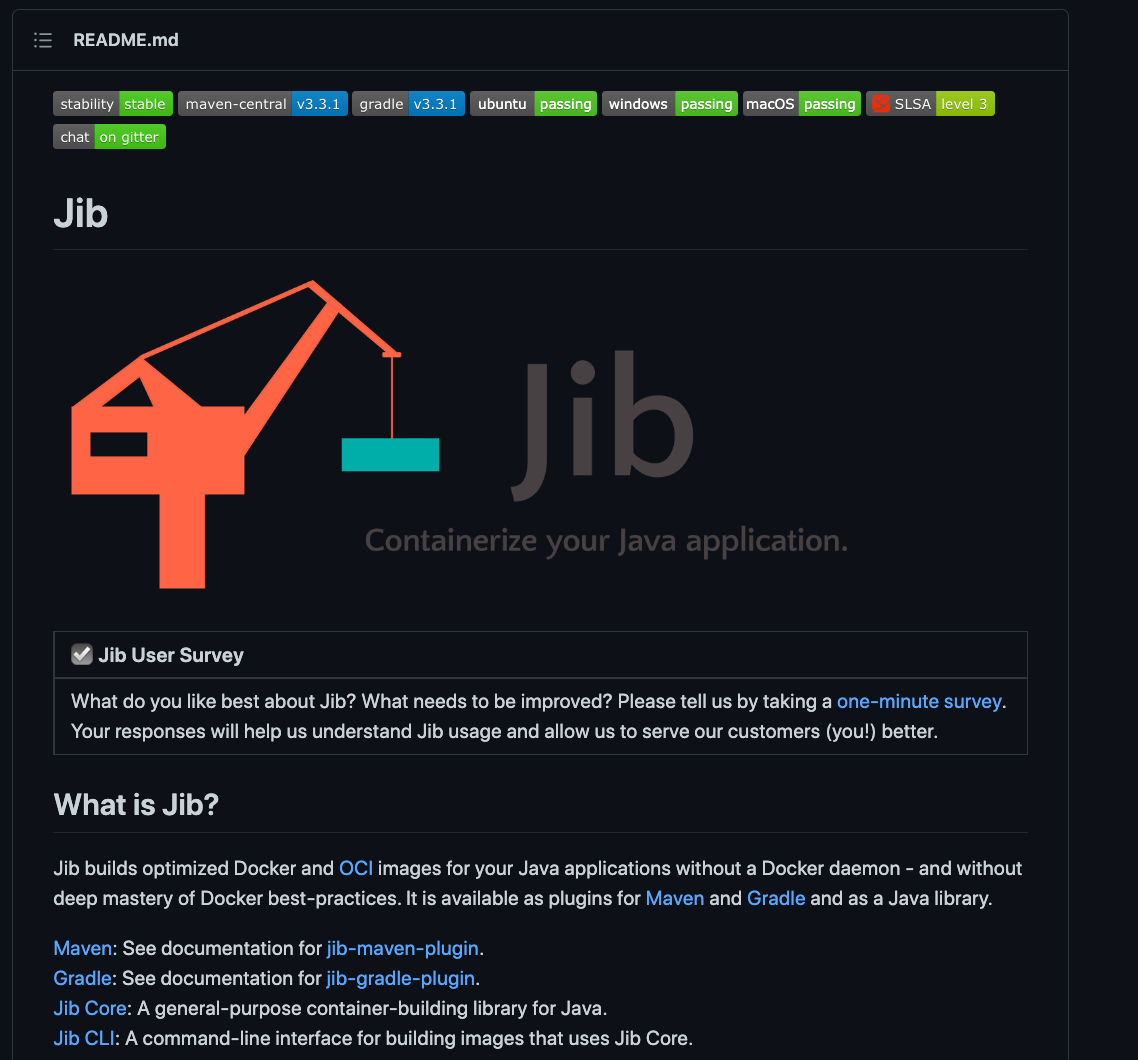 README.md
stability stable maven-central v3.3.1 gradle v3.3.1 ubuntu passing windows passing macOS passing SLSA level 3
chat on gitter
Jib
Jib
Containerize your Java application.
Jib User Survey
What do you like best about Jib? What needs to be improved? Please tell us by taking a one-minute survey.
Your responses will help us understand Jib usage and allow us to serve our customers (you!) better.
What is Jib?
Jib builds optimized Docker and OCI images for your Java applications without a Docker daemon - and without
deep mastery of Docker best-practices. It is available as plugins for Maven and Gradle and as a Java library.
Maven: See documentation for jib-maven-plugin.
Gradle: See documentation for jib-gradle-plugin.
Jib Core: A general-purpose container-building library for Java.
Jib CLI: A command-line interface for building images that uses Jib Core.